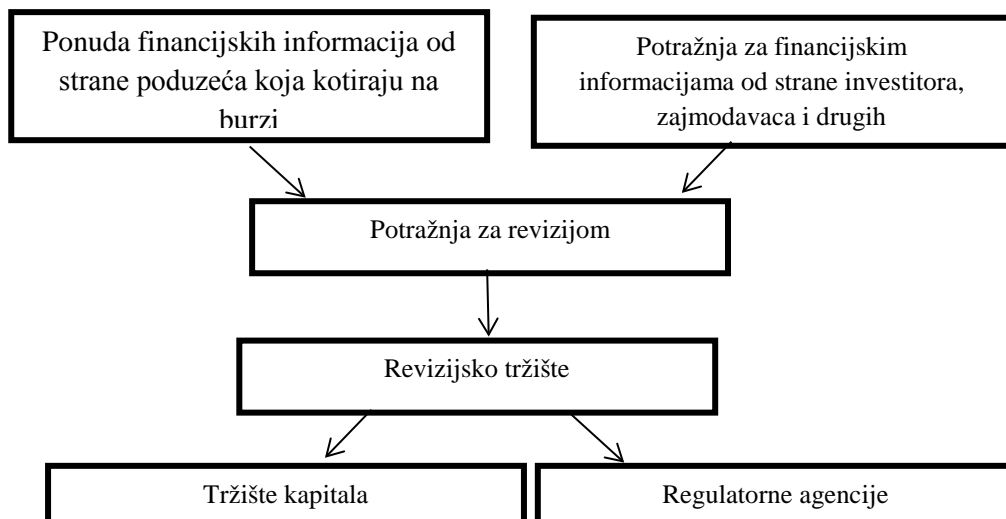 Ponuda financijskih informacija od
strane poduzeća koja kotiraju na
burzi
Potražnja za financijskim
informacijama od strane investitora,
zajmodavaca i drugih
Potražnja za revizijom
Revizijsko tržište
Tržište kapitala
Regulatorne agencije